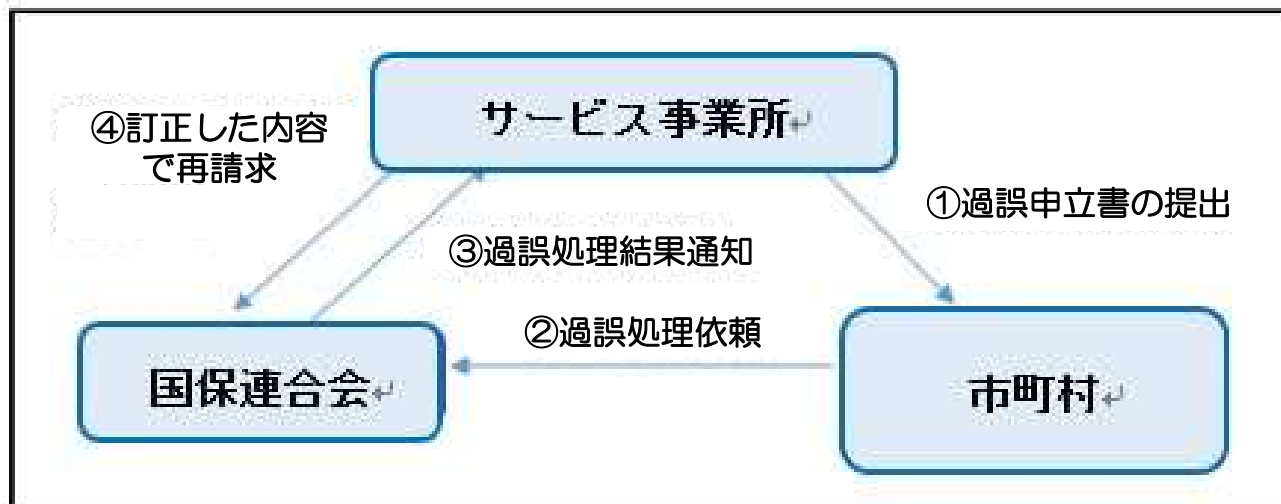 サービス事業所↵
④訂正した内容
で再請求
①過誤申立書の提出
③過誤処理結果通知
②過誤処理依頼
国保連合会↵
市町村↵